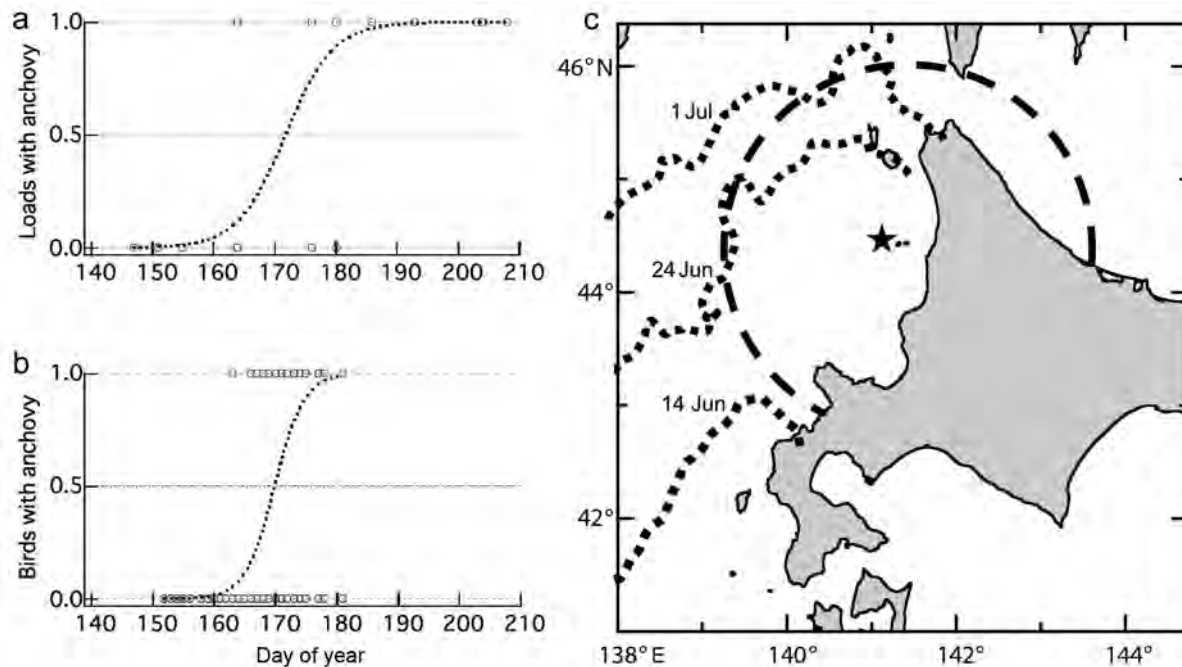 a
Loads with anchovy
1.0
0.5
0.0
140 150 160 170 180 190 200 210
b
Birds with anchovy
1.0
0.5
0.0
140 150 160 170 180 190 200 210
Day of year
c
46°N
44°
42°
1 Jul
24 Jun
14 Jun
138°E 140° 142° 144°